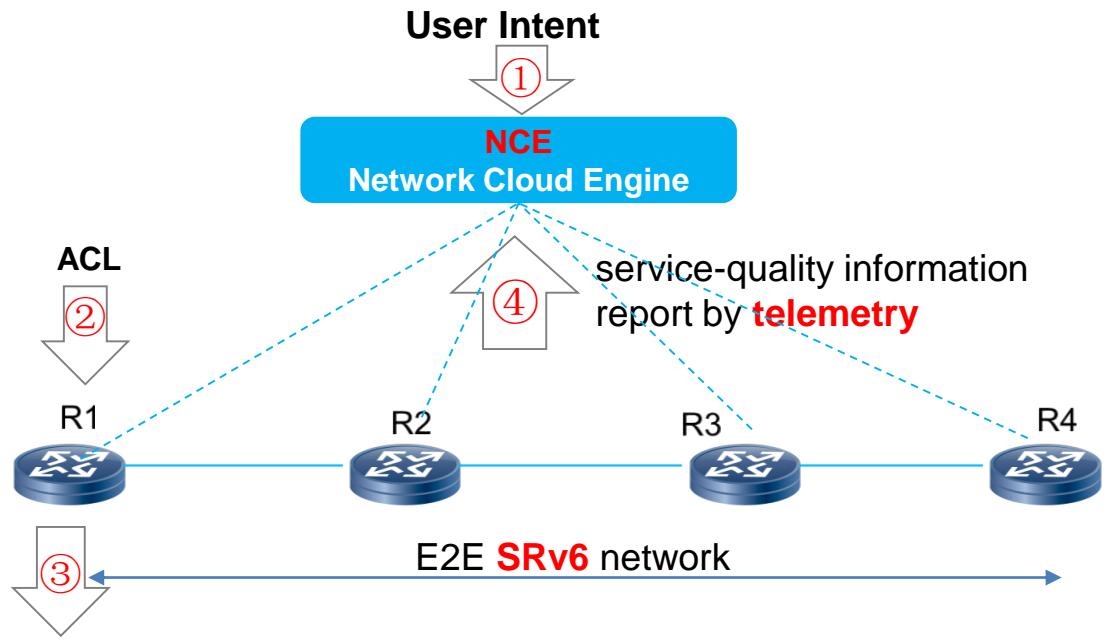 User Intent
①
NCE
Network Cloud Engine
ACL
②
④
service-quality information
report by telemetry
R1
R2
R3
R4
③
E2E SRv6 network